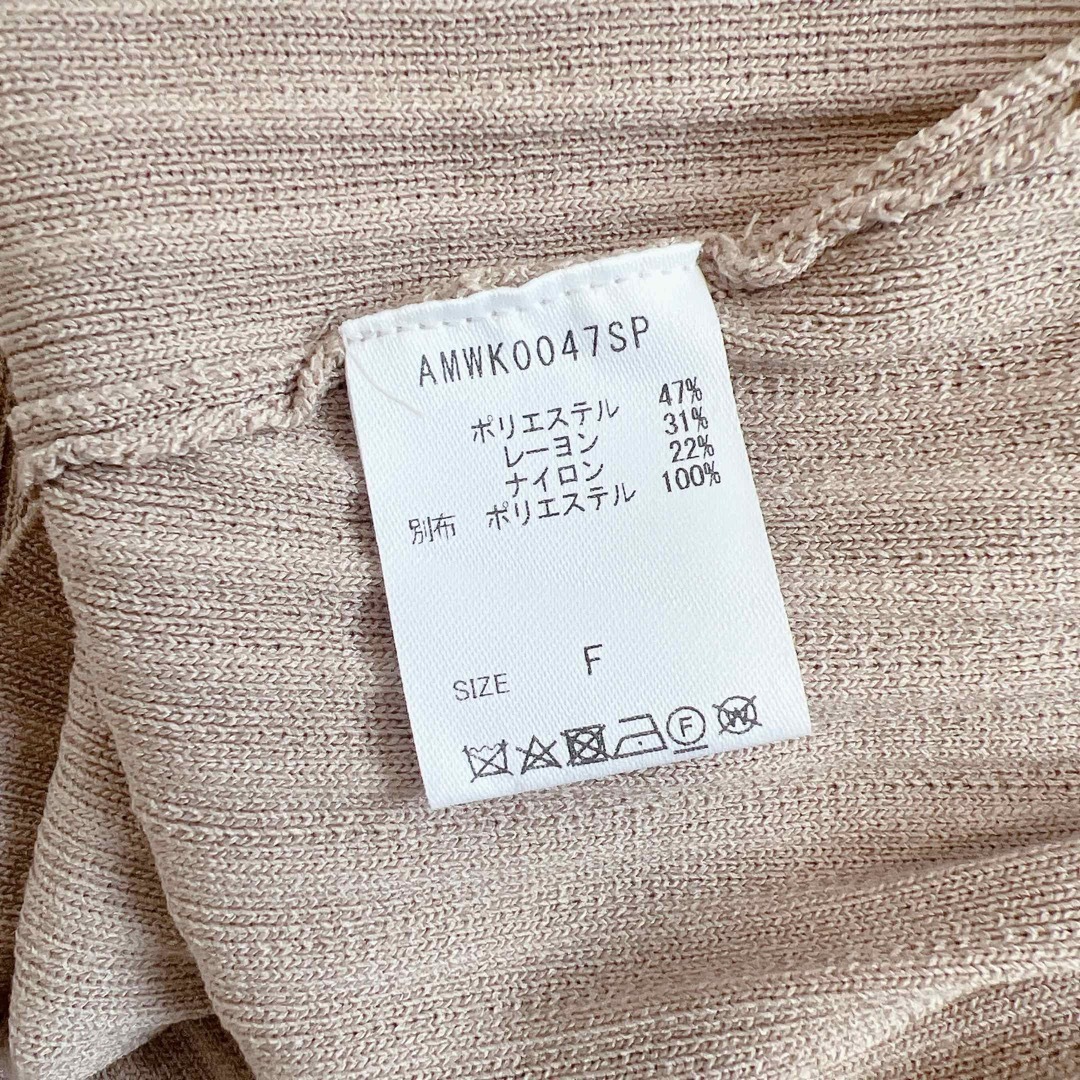 AMWK0047SP
ポリエステル 47%
レーヨン 31%
ナイロン 22%
別布 ポリエステル 100%
SIZE F
F W